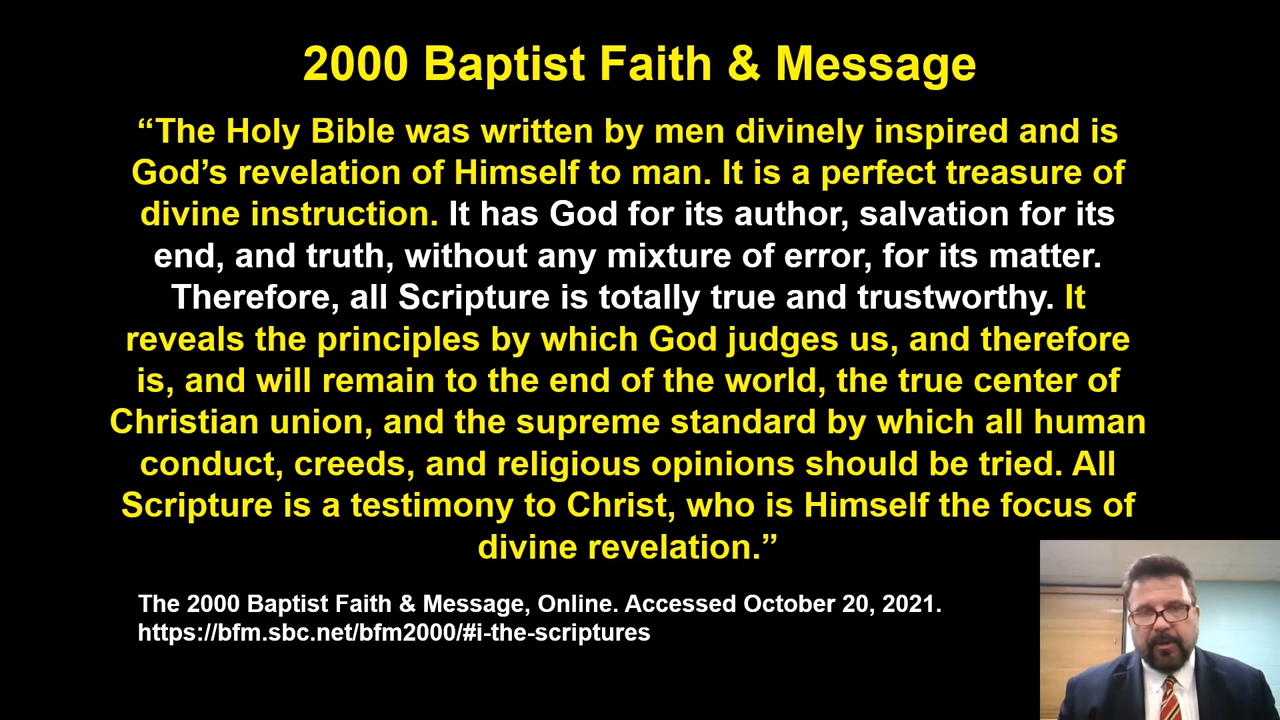 2000 Baptist Faith & Message
“The Holy Bible was written by men divinely inspired and is
God’s revelation of Himself to man. It is a perfect treasure of
divine instruction. It has God for its author, salvation for its
end, and truth, without any mixture of error, for its matter.
Therefore, all Scripture is totally true and trustworthy. It
reveals the principles by which God judges us, and therefore
is, and will remain to the end of the world, the true center of
Christian union, and the supreme standard by which all human
conduct, creeds, and religious opinions should be tried. All
Scripture is a testimony to Christ, who is Himself the focus of
divine revelation.”
The 2000 Baptist Faith & Message, Online. Accessed October 20, 2021.
https://bfm.sbc.net/bfm2000/#i-the-scriptures